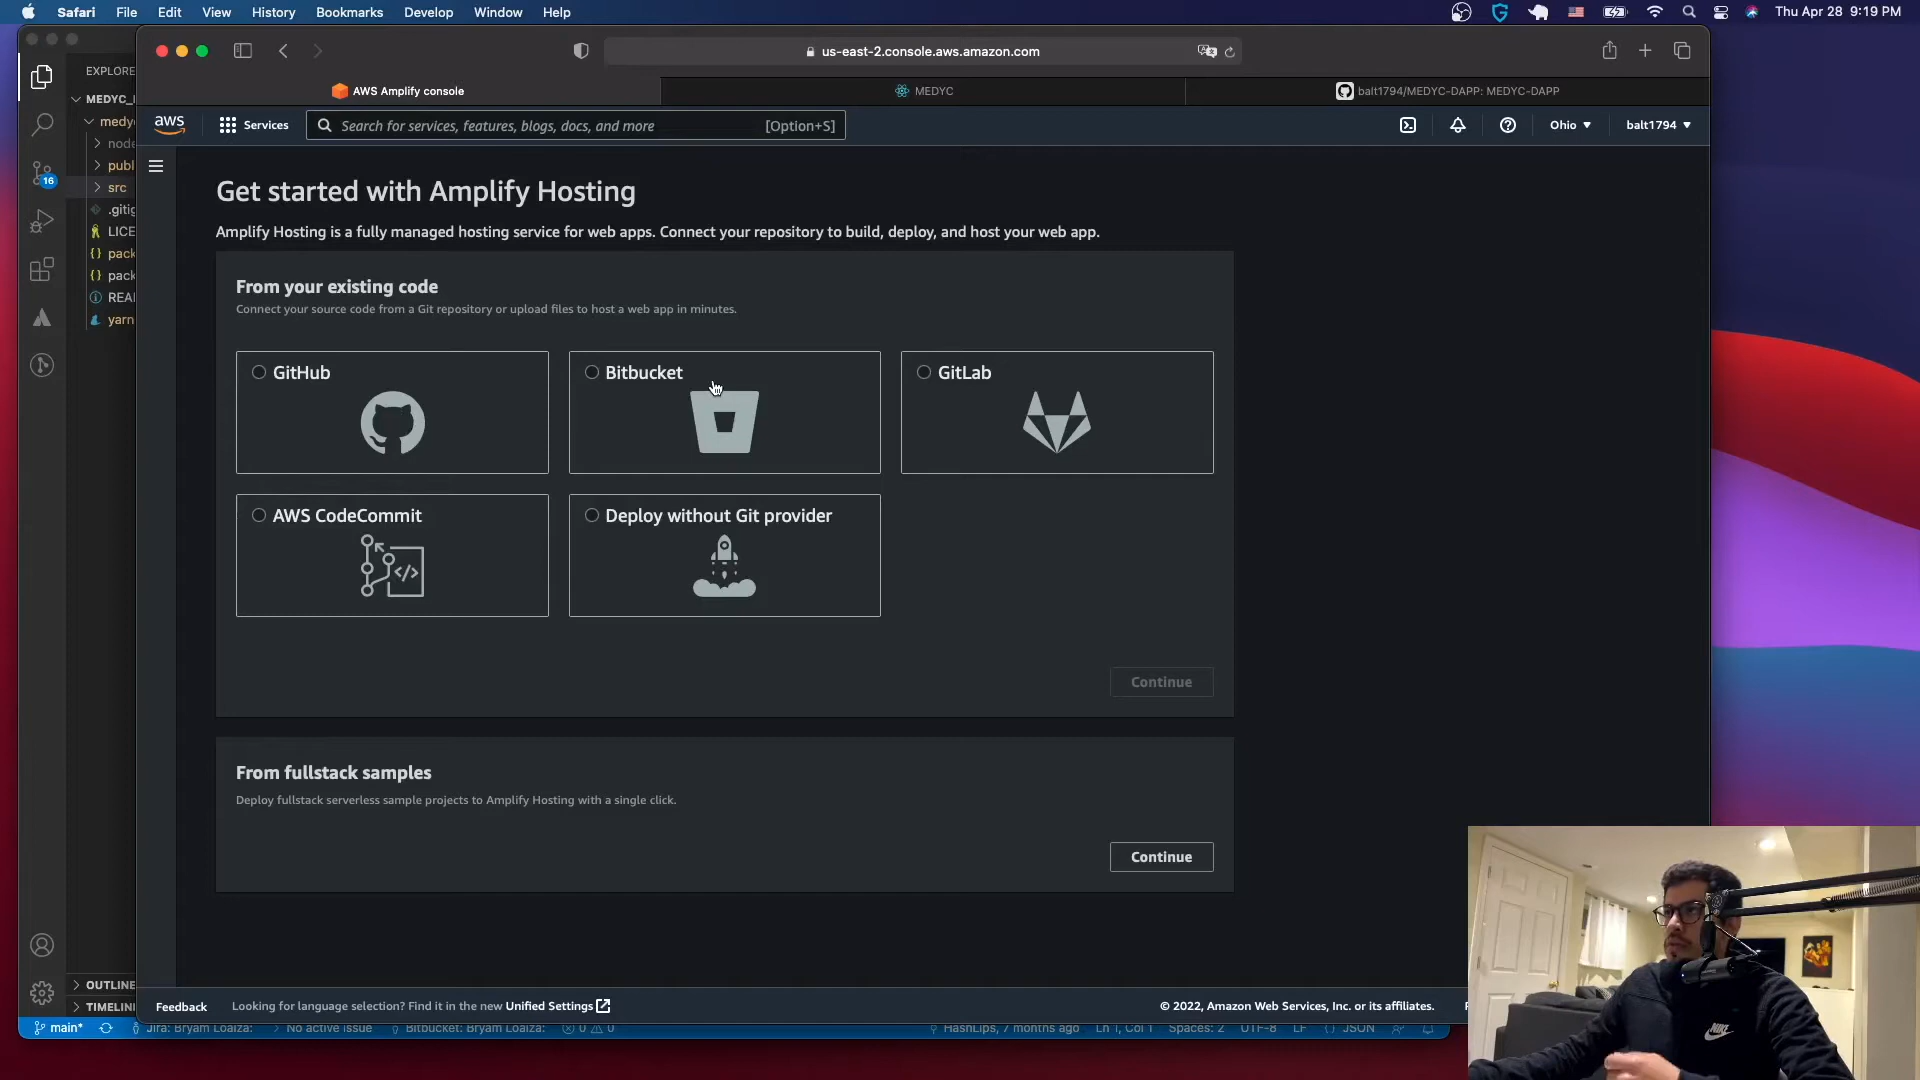 Safari File Edit View History Bookmarks Develop Window Help
Thu Apr 28 9:19 PM
us-east-2.console.aws.amazon.com
EXPLORE
AWS Amplify console
MEDYC
balt1794/MEDYC-DAPP: MEDYC-DAPP
MEDYC_
aws
Services
Search for services, features, blogs, docs, and more
[Option+S]
Ohio
balt1794
medy
node
publ
src
.gitig
LICE
pack
pack
REAI
yarn
16
Get started with Amplify Hosting
Amplify Hosting is a fully managed hosting service for web apps. Connect your repository to build, deploy, and host your web app.
From your existing code
Connect your source code from a Git repository or upload files to host a web app in minutes.
GitHub
Bitbucket
GitLab
AWS CodeCommit
Deploy without Git provider
Continue
From fullstack samples
Deploy fullstack serverless sample projects to Amplify Hosting with a single click.
Continue
OUTLINE
TIMELINE
Feedback
Looking for language selection? Find it in the new Unified Settings
© 2022, Amazon Web Services, Inc. or its affiliates.
main*
Jira: Bryam Loaiza:
No active issue
Bitbucket: Bryam Loaiza:
0
0
HashLips, 7 months ago
Ln 1, Col 1
Spaces: 2
UTF-8
LF
{ } JSON